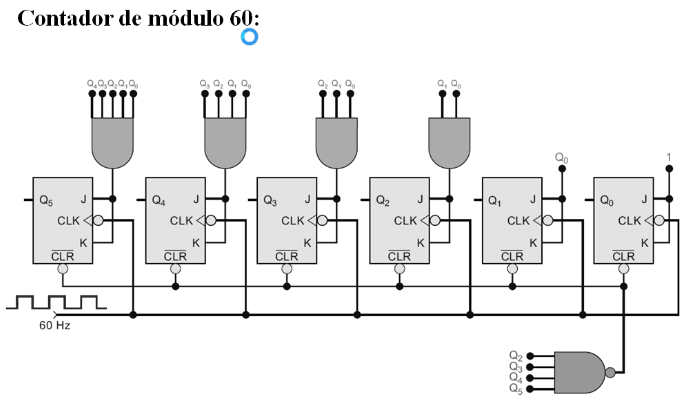 Contador de módulo 60:
Q₄ Q₃ Q₂ Q₁ Q₀
Q₃ Q₂ Q₁ Q₀
Q₂ Q₁ Q₀
Q₁ Q₀
Q₀
1
Q₅ J
CLK
K
CLR
Q₄ J
CLK
K
CLR
Q₃ J
CLK
K
CLR
Q₂ J
CLK
K
CLR
Q₁ J
CLK
K
CLR
Q₀ J
CLK
K
CLR
60 Hz
Q₂
Q₃
Q₄
Q₅